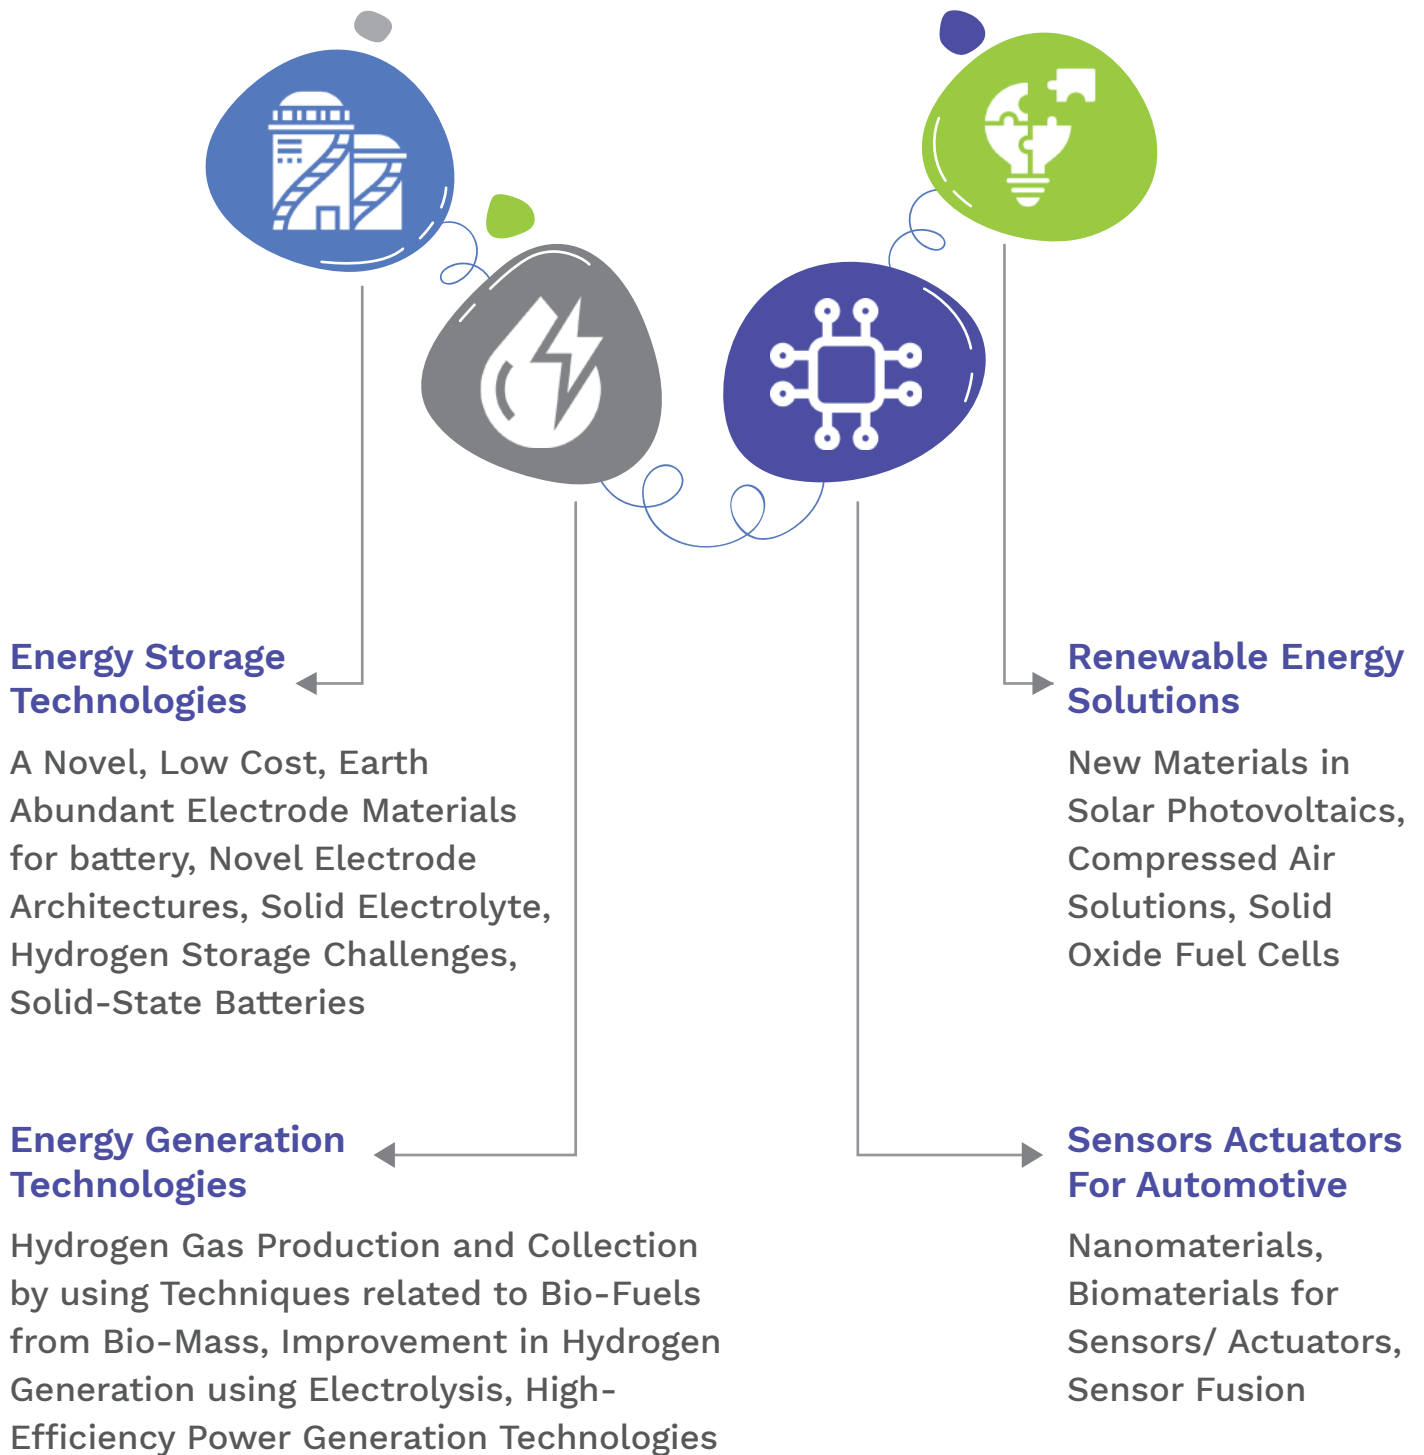 Energy Storage
Technologies
A Novel, Low Cost, Earth
Abundant Electrode Materials
for battery, Novel Electrode
Architectures, Solid Electrolyte,
Hydrogen Storage Challenges,
Solid-State Batteries
Renewable Energy
Solutions
New Materials in
Solar Photovoltaics,
Compressed Air
Solutions, Solid
Oxide Fuel Cells
Energy Generation
Technologies
Hydrogen Gas Production and Collection
by using Techniques related to Bio-Fuels
from Bio-Mass, Improvement in Hydrogen
Generation using Electrolysis, High-
Efficiency Power Generation Technologies
Sensors Actuators
For Automotive
Nanomaterials,
Biomaterials for
Sensors/ Actuators,
Sensor Fusion